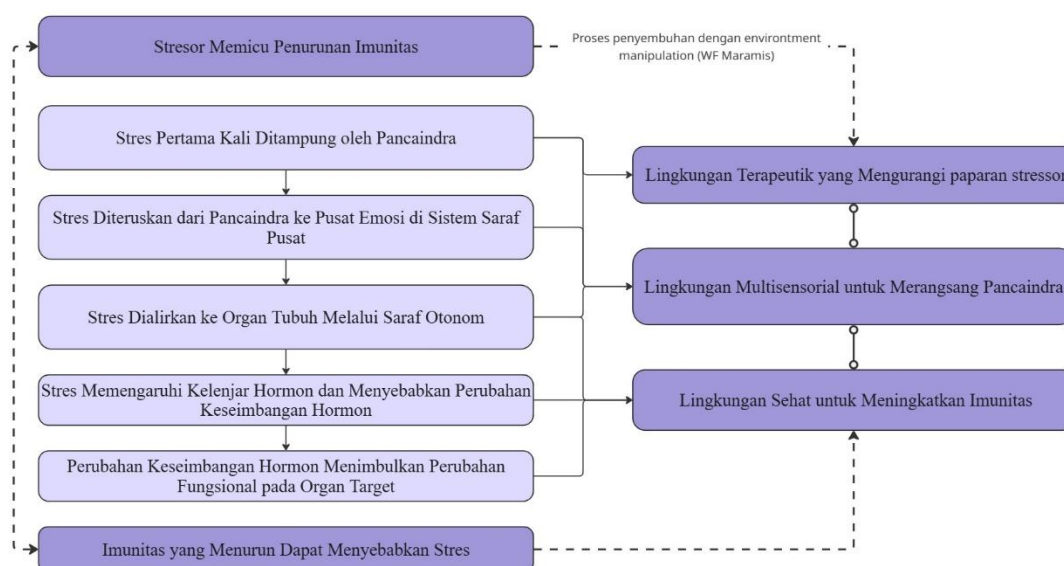 Stresor Memicu Penurunan Imunitas
Proses penyembuhan dengan environtment
manipulation (WF Maramis)
Stres Pertama Kali Ditampung oleh Pancaindra
Lingkungan Terapeutik yang Mengurangi paparan stressor
Stres Diteruskan dari Pancaindra ke Pusat Emosi di Sistem Saraf
Pusat
Lingkungan Multisensorial untuk Merangsang Pancaindra
Stres Dialirkan ke Organ Tubuh Melalui Saraf Otonom
Stres Memengaruhi Kelenjar Hormon dan Menyebabkan Perubahan
Keseimbangan Hormon
Lingkungan Sehat untuk Meningkatkan Imunitas
Perubahan Keseimbangan Hormon Menimbulkan Perubahan
Fungsional pada Organ Target
Imunitas yang Menurun Dapat Menyebabkan Stres